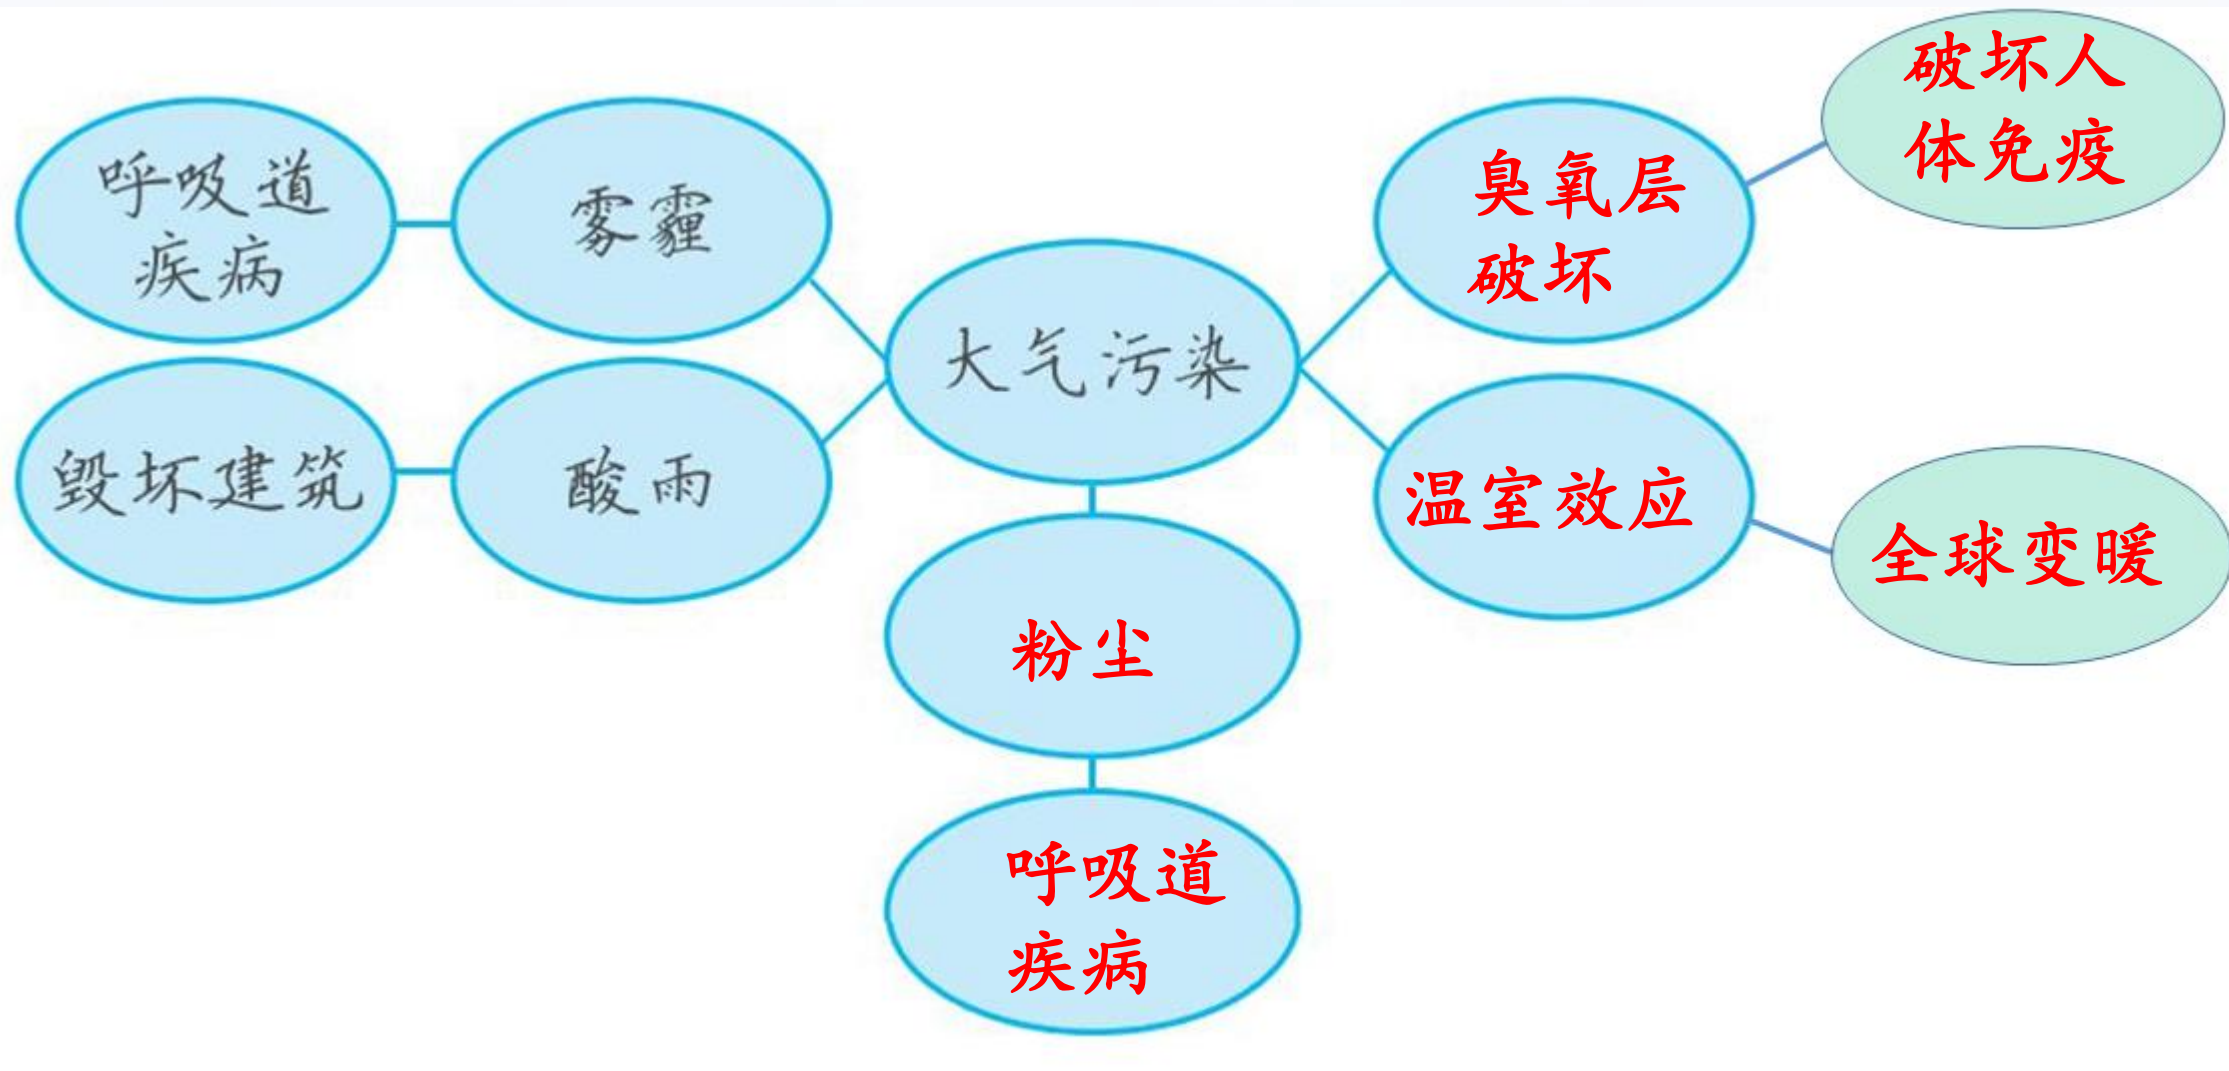 呼吸道
疾病
雾霾
毁坏建筑
酸雨
大气污染
粉尘
呼吸道
疾病
臭氧层
破坏
破坏人
体免疫
温室效应
全球变暖